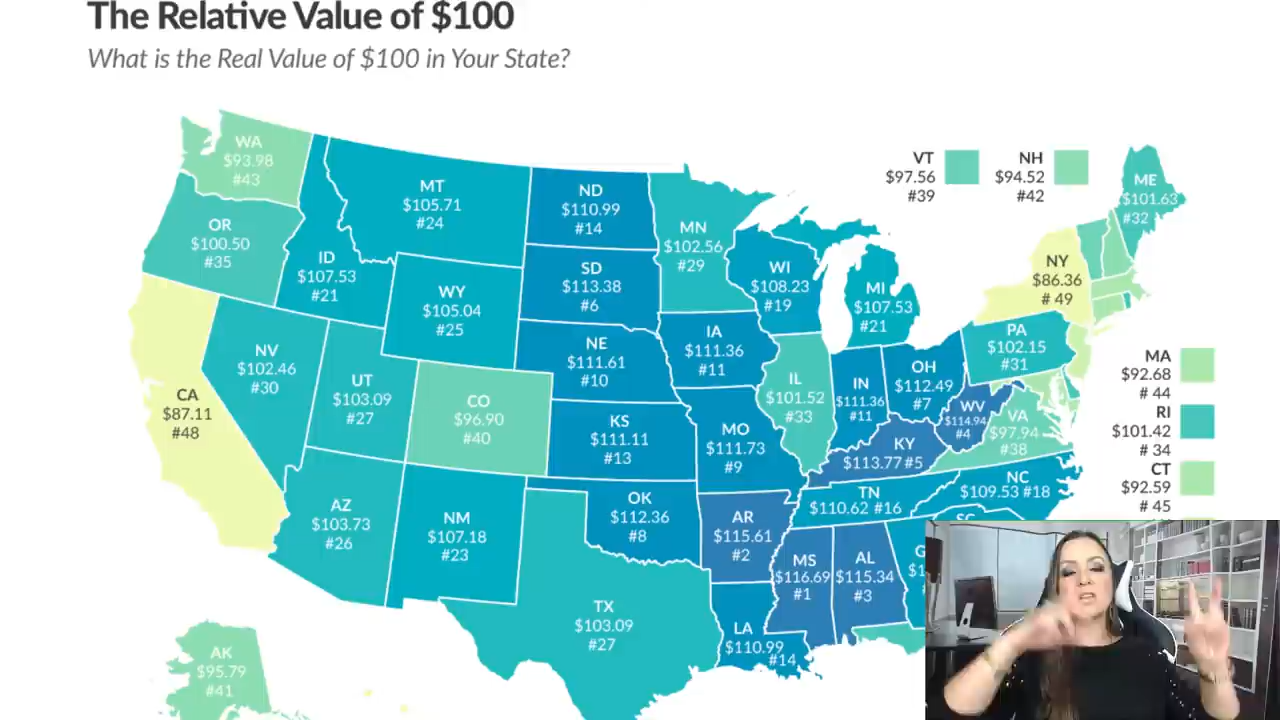 The Relative Value of $100
What is the Real Value of $100 in Your State?
WA
$93.98
#43
OR
$100.50
#35
CA
$87.11
#48
NV
$102.46
#30
ID
$107.53
#21
MT
$105.71
#24
WY
$105.04
#25
UT
$103.09
#27
CO
$96.90
#40
AZ
$103.73
#26
NM
$107.18
#23
ND
$110.99
#14
SD
$113.38
#6
NE
$111.61
#10
KS
$111.11
#13
OK
$112.36
#8
TX
$103.09
#27
MN
$102.56
#29
IA
$111.36
#11
MO
$111.73
#9
AR
$115.61
#2
LA
$110.99
#14
WI
$108.23
#19
IL
$101.52
#33
MI
$107.53
#21
IN
$111.36
#11
OH
$112.49
#7
KY
$113.77 #5
WV
$114.94
#4
VA
$97.94
#38
TN
$110.62 #16
NC
$109.53 #18
SC
MS
$116.69
#1
AL
$115.34
#3
PA
$102.15
#31
NY
$86.36
# 49
VT
$97.56
#39
NH
$94.52
#42
ME
$101.63
#32
MA
$92.68
# 44
RI
$101.42
# 34
CT
$92.59
# 45
AK
$95.79
#41